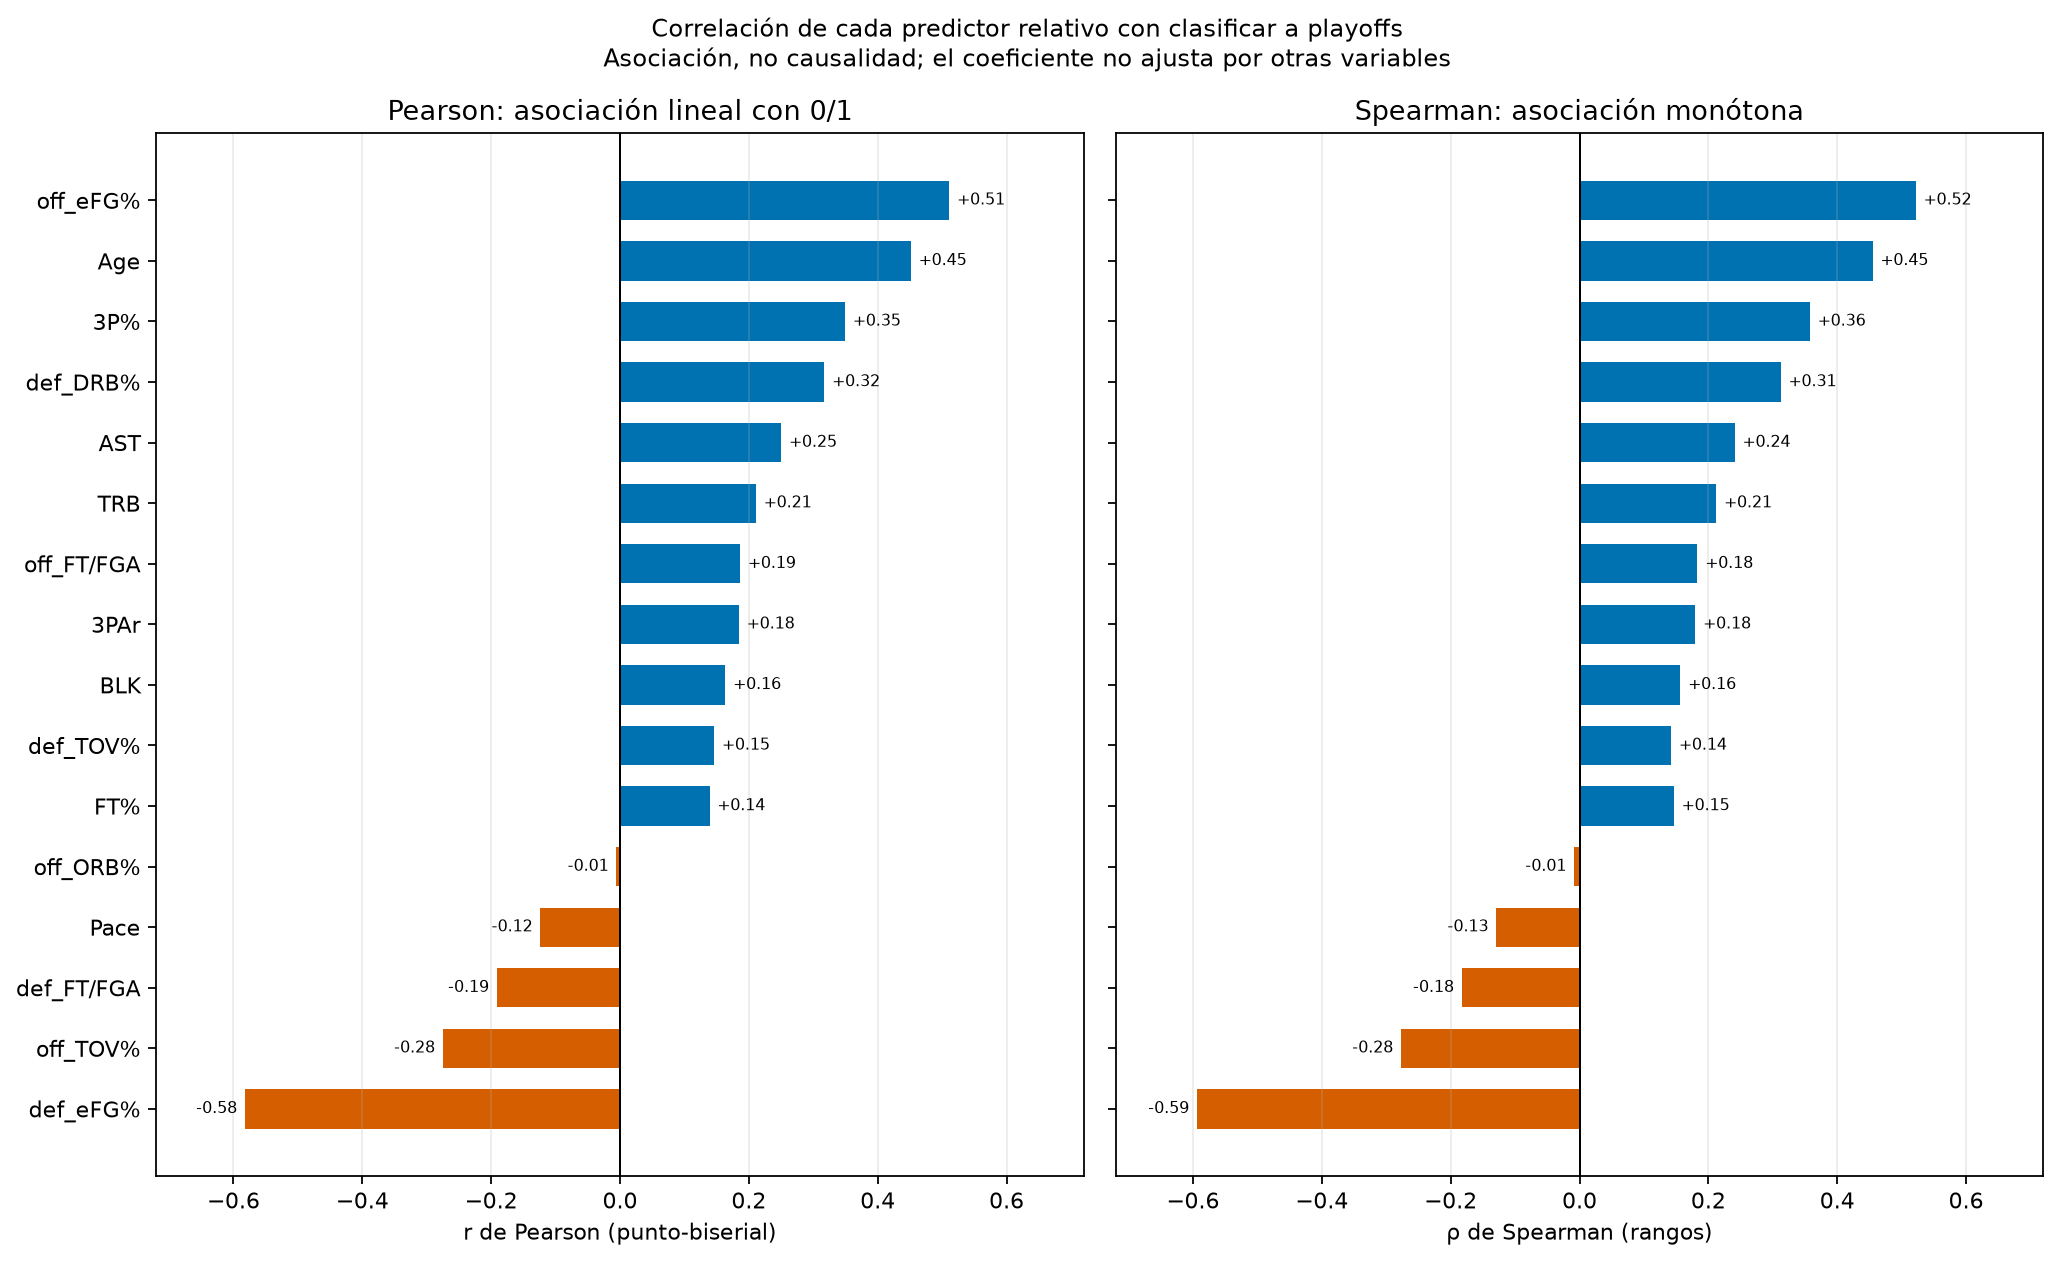 Correlación de cada predictor relativo con clasificar a playoffs
Asociación, no causalidad; el coeficiente no ajusta por otras variables
Pearson: asociación lineal con 0/1
Spearman: asociación monótona
off_eFG% +0.51 +0.52
Age +0.45 +0.45
3P% +0.35 +0.36
def_DRB% +0.32 +0.31
AST +0.25 +0.24
TRB +0.21 +0.21
off_FT/FGA +0.19 +0.18
3PAr +0.18 +0.18
BLK +0.16 +0.16
def_TOV% +0.15 +0.14
FT% +0.14 +0.15
off_ORB% -0.01 -0.01
Pace -0.12 -0.13
def_FT/FGA -0.19 -0.18
off_TOV% -0.28 -0.28
def_eFG% -0.58 -0.59
−0.6 −0.4 −0.2 0.0 0.2 0.4 0.6
−0.6 −0.4 −0.2 0.0 0.2 0.4 0.6
r de Pearson (punto-biserial)
ρ de Spearman (rangos)